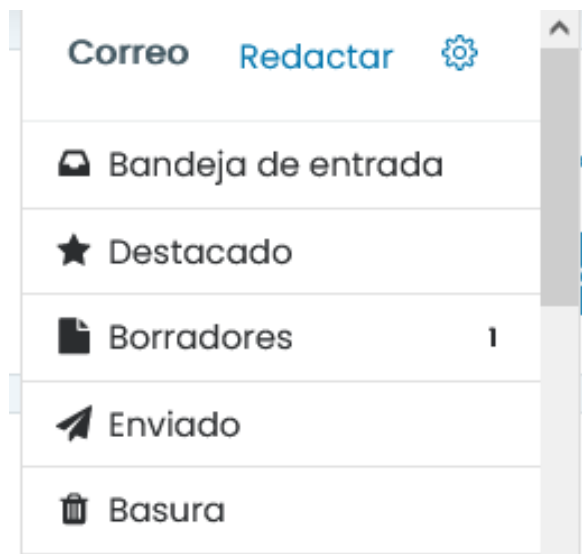 Correo Redactar
Bandeja de entrada
Destacado
Borradores 1
Enviado
Basura